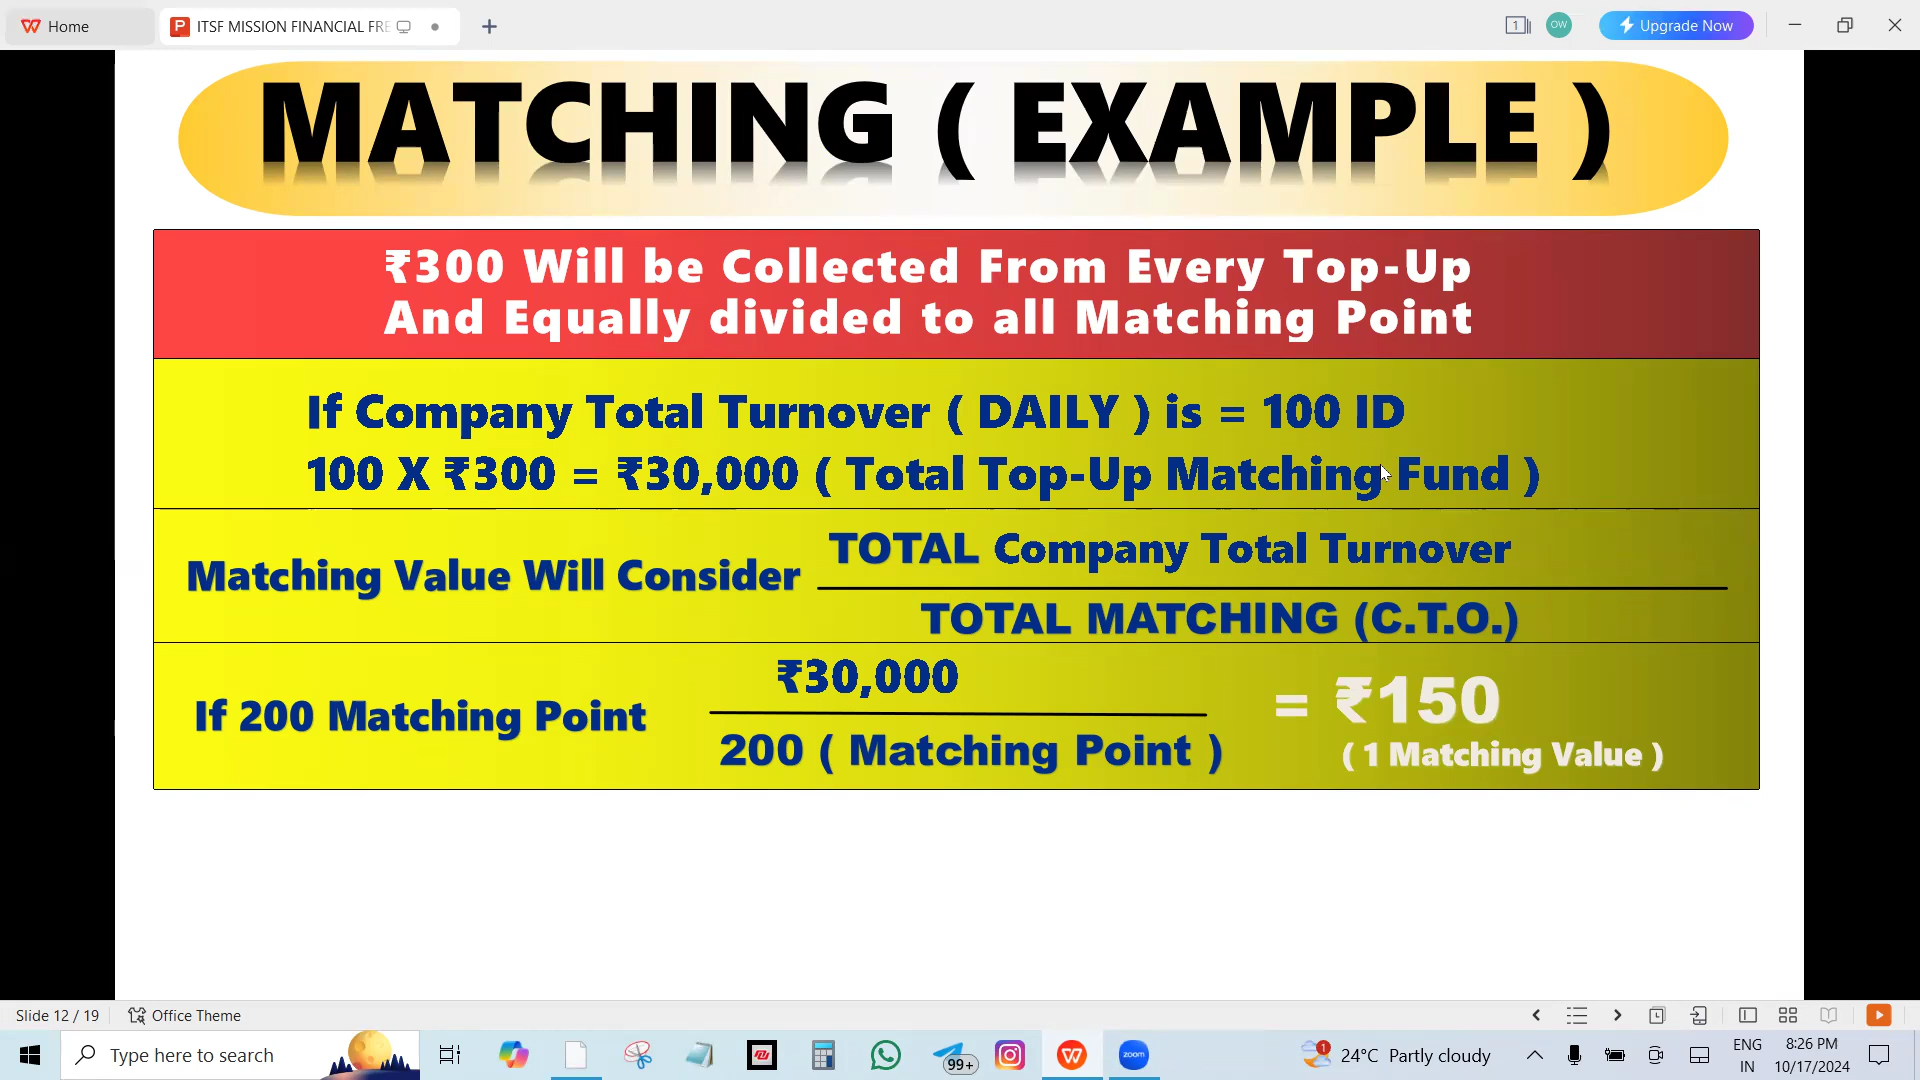 Home
ITSF MISSION FINANCIAL FRE
1
OW
Upgrade Now
MATCHING ( EXAMPLE )
₹300 Will be Collected From Every Top-Up
And Equally divided to all Matching Point
If Company Total Turnover ( DAILY ) is = 100 ID
100 X ₹300 = ₹30,000 ( Total Top-Up Matching Fund )
Matching Value Will Consider
TOTAL Company Total Turnover
TOTAL MATCHING (C.T.O.)
If 200 Matching Point
₹30,000
200 ( Matching Point )
= ₹150
( 1 Matching Value )
Slide 12 / 19
Office Theme
Type here to search
99+
zoom
1
24°C Partly cloudy
ENG
IN
8:26 PM
10/17/2024